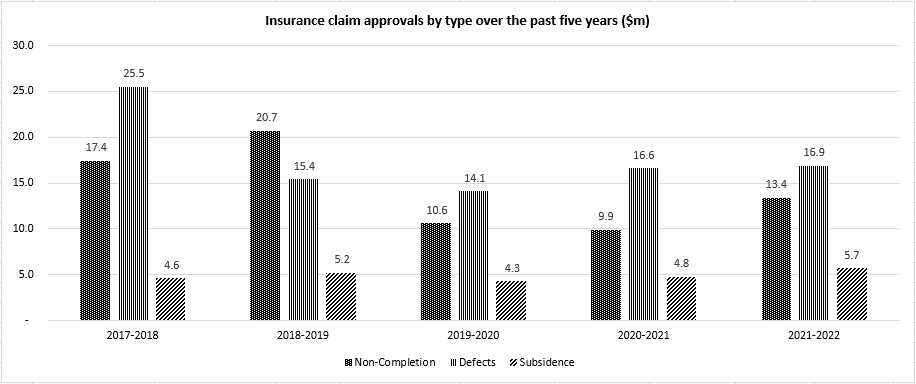 Insurance claim approvals by type over the past five years ($m)
30.0
25.0
20.0
15.0
10.0
5.0
-
17.4 25.5 4.6
20.7 15.4 5.2
10.6 14.1 4.3
9.9 16.6 4.8
13.4 16.9 5.7
2017-2018 2018-2019 2019-2020 2020-2021 2021-2022
Non-Completion Defects Subsidence